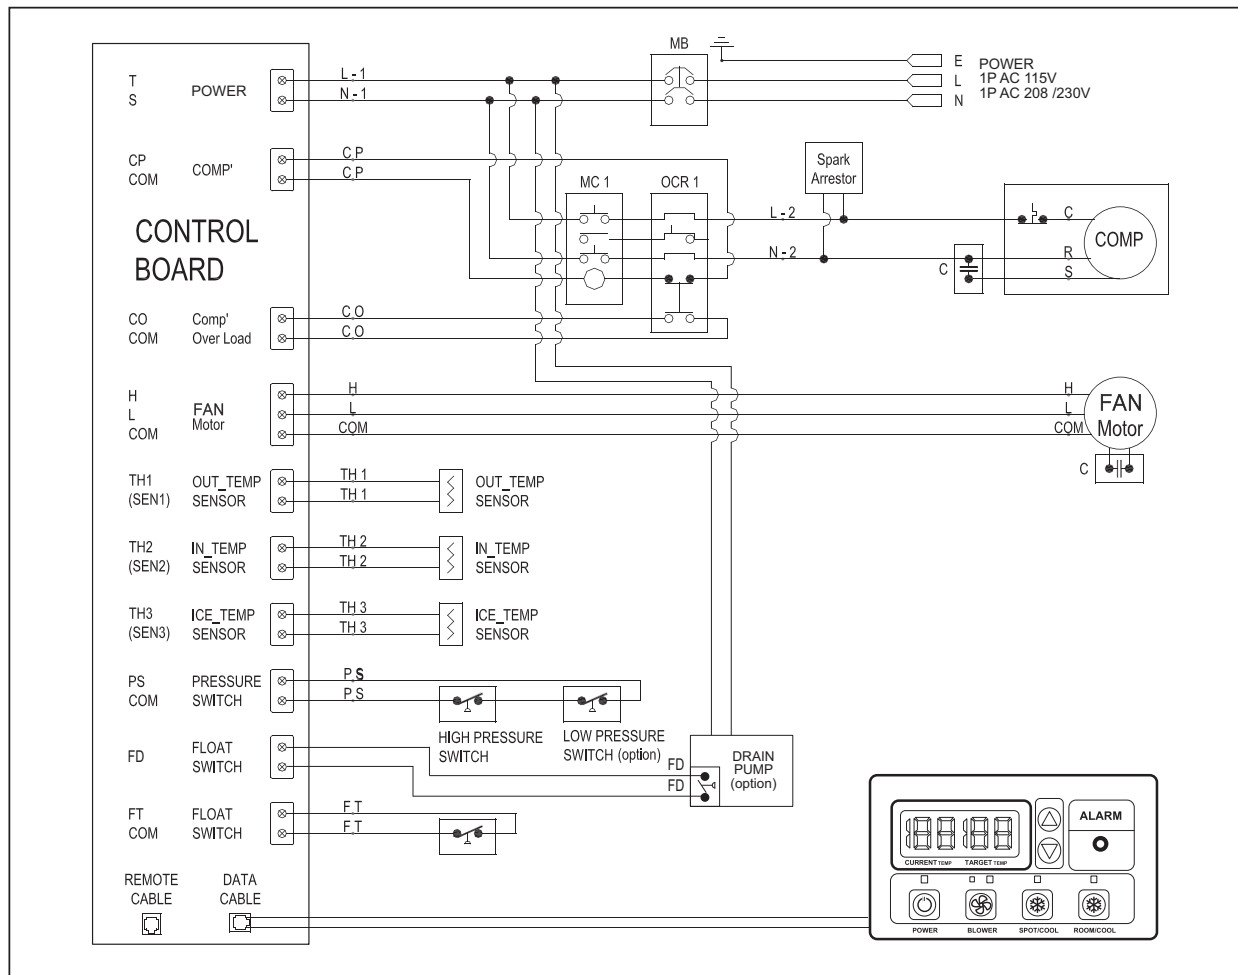 MB
E
POWER
L
1P AC 115V
N
1P AC 208 /230V
T
S
POWER
L - 1
N - 1
CP
COM
COMP'
C P
C P
MC 1
OCR 1
Spark
Arrestor
L - 2
N - 2
C
C
R
S
COMP
CONTROL
BOARD
CO
COM
Comp'
Over Load
C O
C O
H
L
COM
FAN
Motor
H
L
COM
H
L
COM
FAN
Motor
C
TH1
(SEN1)
OUT_TEMP
SENSOR
TH 1
TH 1
OUT_TEMP
SENSOR
TH2
(SEN2)
IN_TEMP
SENSOR
TH 2
TH 2
IN_TEMP
SENSOR
TH3
(SEN3)
ICE_TEMP
SENSOR
TH 3
TH 3
ICE_TEMP
SENSOR
PS
COM
PRESSURE
SWITCH
P S
P S
HIGH PRESSURE
SWITCH
LOW PRESSURE
SWITCH (option)
FD
FLOAT
SWITCH
FD
FD
DRAIN
PUMP
(option)
FT
COM
FLOAT
SWITCH
F T
F T
REMOTE
CABLE
DATA
CABLE
188 188
CURRENT TEMP
TARGET TEMP
ALARM
POWER
BLOWER
SPOT/COOL
ROOM/COOL